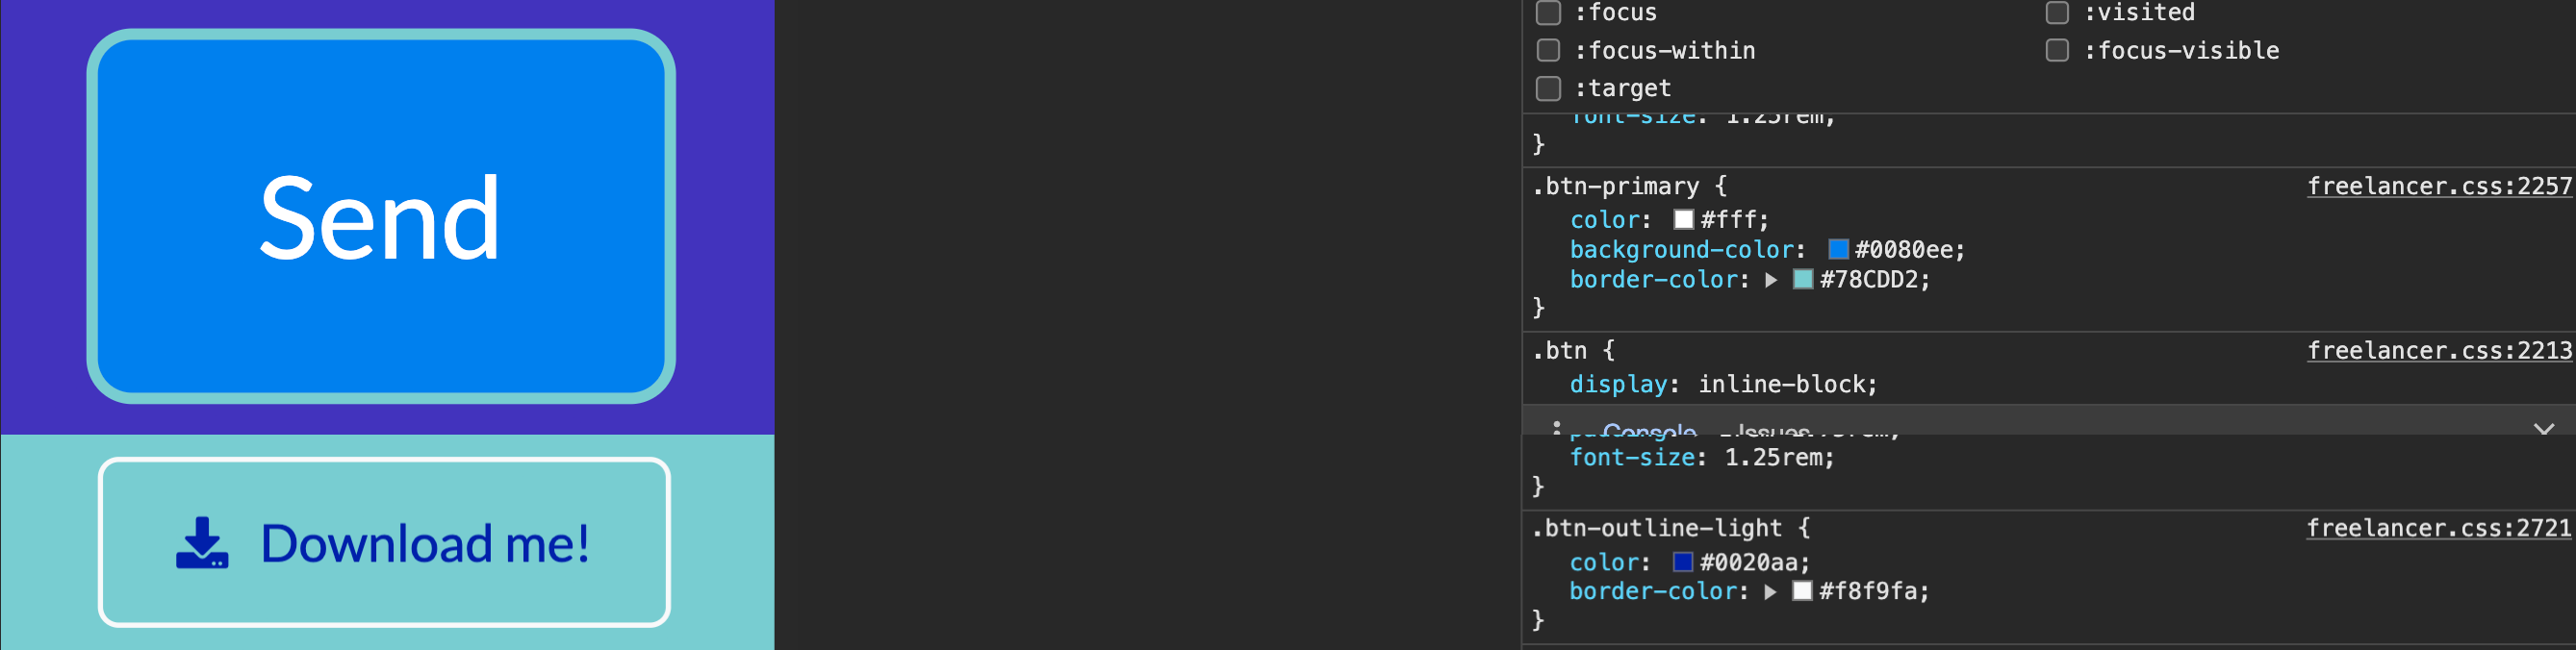 Send
Download me!
:focus
:visited
:focus-within
:focus-visible
:target
font-size: 1.25rem;
}
.btn-primary {
freelancer.css:2257
color: #fff;
background-color: #0080ee;
border-color: #78CDD2;
}
.btn {
freelancer.css:2213
display: inline-block;
Console Issues
font-size: 1.25rem;
}
.btn-outline-light {
freelancer.css:2721
color: #0020aa;
border-color: #f8f9fa;
}